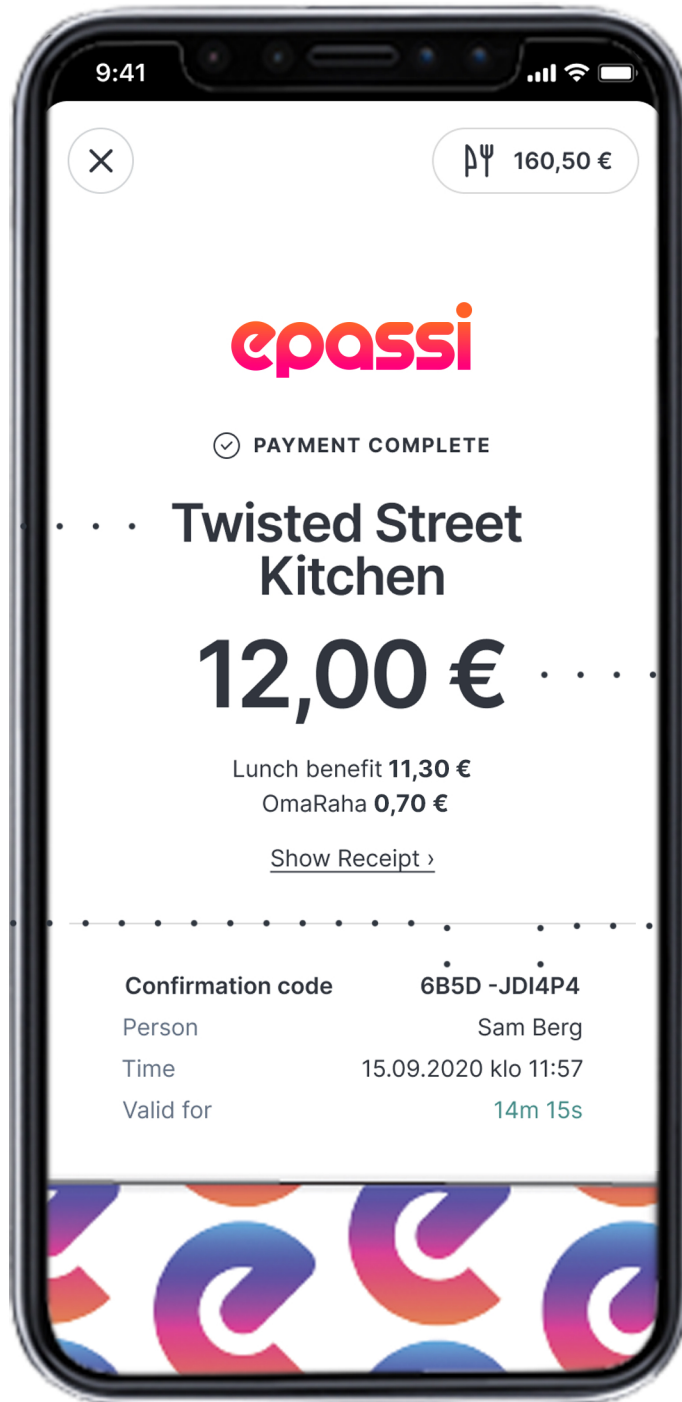 9:41
160,50 €
epassi
PAYMENT COMPLETE
Twisted Street
Kitchen
12,00 €
Lunch benefit 11,30 €
OmaRaha 0,70 €
Show Receipt ›
Confirmation code 6B5D -JDI4P4
Person Sam Berg
Time 15.09.2020 klo 11:57
Valid for 14m 15s